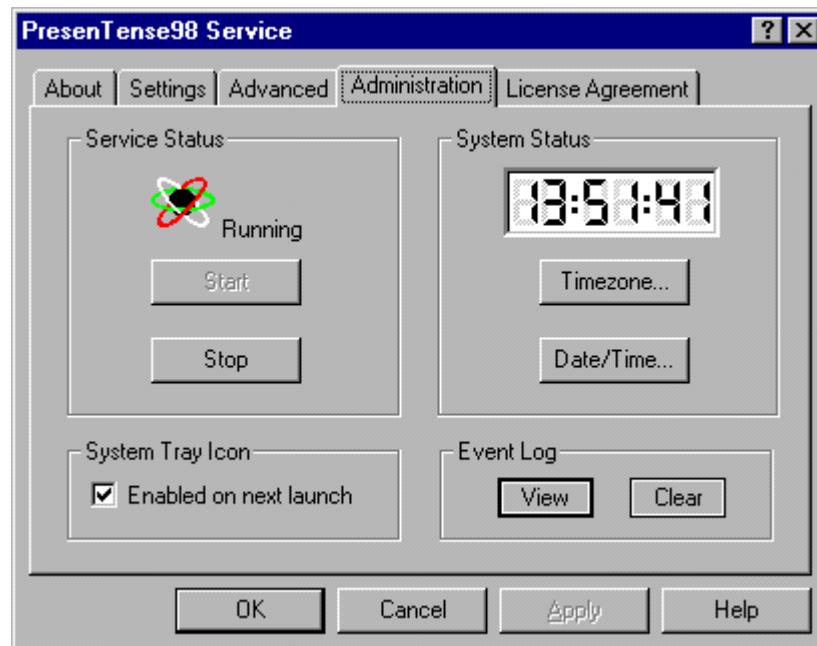 PresenTense98 Service
About Settings Advanced Administration License Agreement
Service Status
Running
Start
Stop
System Status
13:51:41
Timezone...
Date/Time...
System Tray Icon
Enabled on next launch
Event Log
View Clear
OK Cancel Apply Help